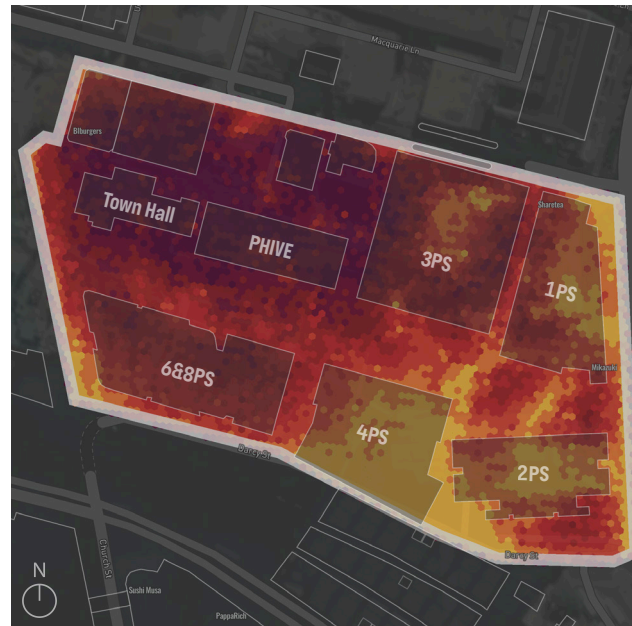 Macquarie Ln
Blburgers
Town Hall
PHIVE
3PS
Sharetea
1PS
Mikazuki
6&8PS
4PS
2PS
Darcy St
Darcy St
Church St
N
Sushi Musa
PappaRich